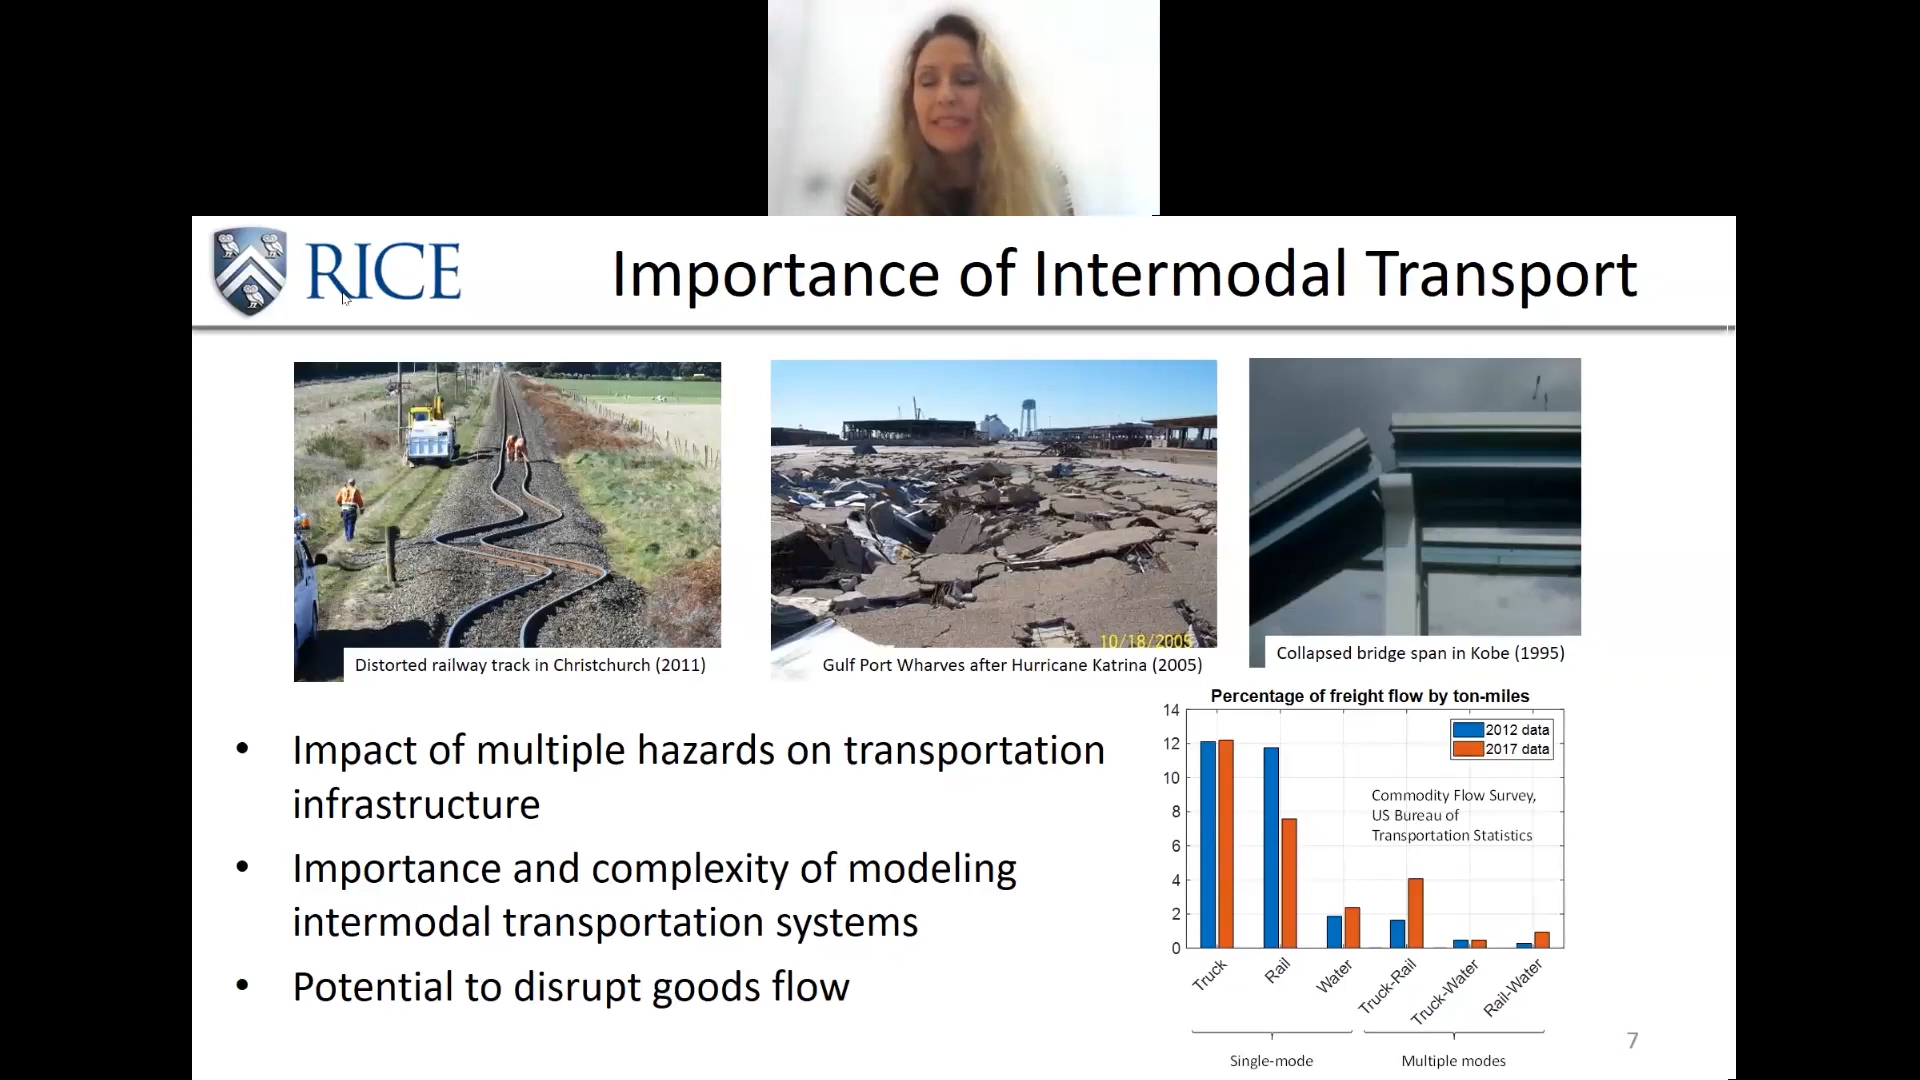 RICE
Importance of Intermodal Transport
10/18/2005
Distorted railway track in Christchurch (2011)
Gulf Port Wharves after Hurricane Katrina (2005)
Collapsed bridge span in Kobe (1995)
• Impact of multiple hazards on transportation
infrastructure
• Importance and complexity of modeling
intermodal transportation systems
• Potential to disrupt goods flow
Percentage of freight flow by ton-miles
14
12
10
8
6
4
2
0
2012 data
2017 data
Commodity Flow Survey,
US Bureau of
Transportation Statistics
Truck
Rail
Water
Truck-Rail
Truck-Water
Rail-Water
Single-mode
Multiple modes
7